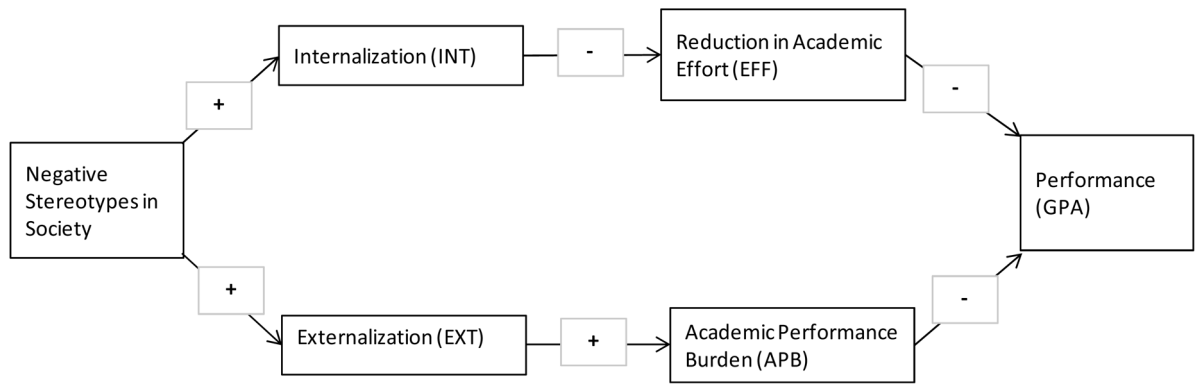 Internalization (INT)
-
Reduction in Academic
Effort (EFF)
+
-
Negative
Stereotypes in
Society
Performance
(GPA)
+
-
Externalization (EXT)
+
Academic Performance
Burden (APB)